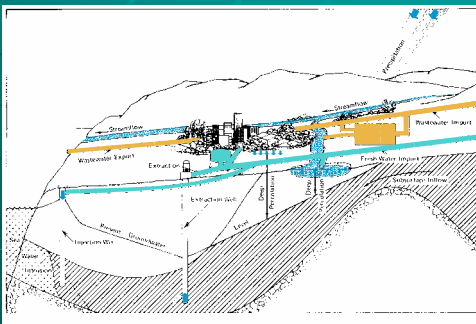 Precipitation
Streamflow
Streamflow
Wastewater Import
Wastewater Export
Extraction
Fresh Water Import
Deep
Percolation
Deep
Percolation
Subsurface Inflow
Extraction Well
Present Groundwater
Level
Injection Well
Sea
Water
Intrusion